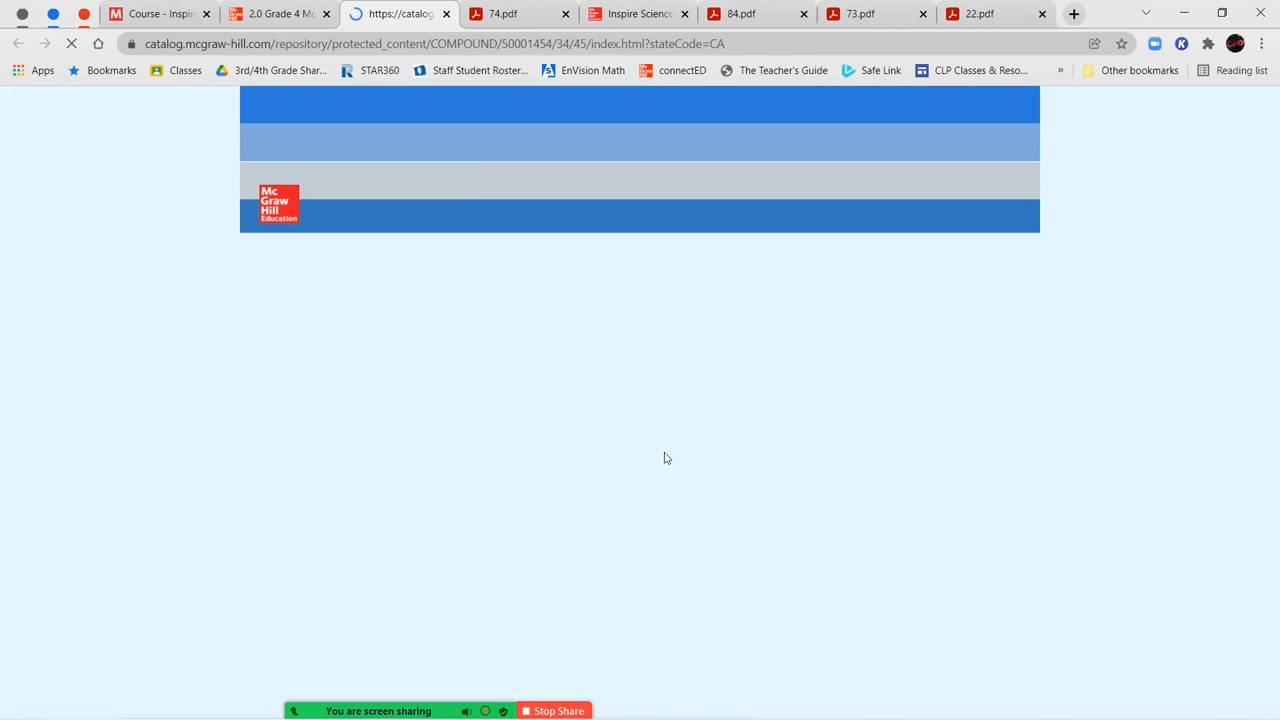 Course - Inspir
2.0 Grade 4 Mo
https://catalog
74.pdf
Inspire Science
84.pdf
73.pdf
22.pdf
catalog.mcgraw-hill.com/repository/protected_content/COMPOUND/50001454/34/45/index.html?stateCode=CA
Apps
Bookmarks
Classes
3rd/4th Grade Shar...
STAR360
Staff Student Roster...
EnVision Math
connectED
The Teacher's Guide
Safe Link
CLP Classes & Reso...
»
Other bookmarks
Reading list
Mc
Graw
Hill
Education
You are screen sharing
Stop Share